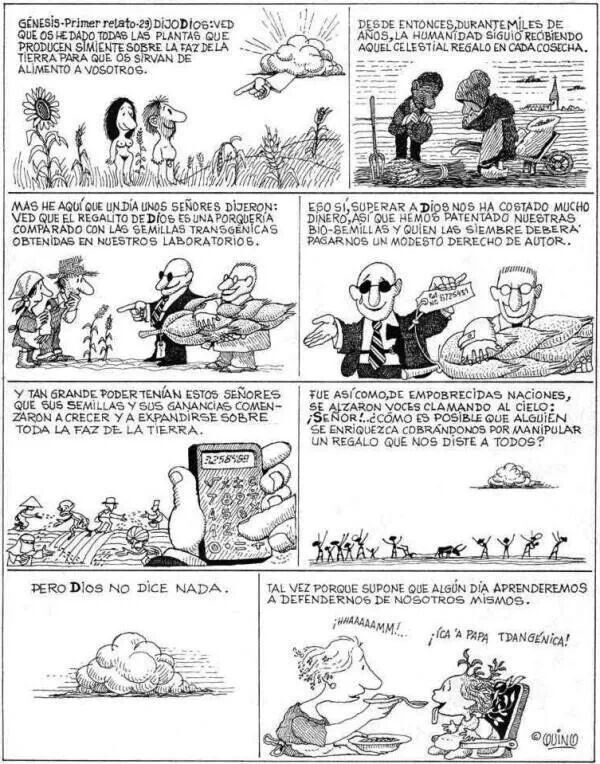 GÉNESIS-Primer relato-29) DIJO DIOS: VED
QUE OS HE DADO TODAS LAS PLANTAS QUE
PRODUCEN SIMIENTE SOBRE LA FAZ DE LA
TIERRA PARA QUE OS SIRVAN DE
ALIMENTO A VOSOTROS.
DESDE ENTONCES, DURANTE MILES DE
AÑOS, LA HUMANIDAD SIGUIÓ RECIBIENDO
AQUEL CELESTIAL REGALO EN CADA COSECHA.
MAS HE AQUÍ QUE UN DÍA UNOS SEÑORES DIJERON:
VED QUE EL REGALITO DE DIOS ES UNA PORQUERÍA
COMPARADO CON LAS SEMILLAS TRANSGÉNICAS
OBTENIDAS EN NUESTROS LABORATORIOS.
ESO SÍ, SUPERAR A DIOS NOS HA COSTADO MUCHO
DINERO, ASÍ QUE HEMOS PATENTADO NUESTRAS
BIO-SEMILLAS Y QUIEN LAS SIEMBRE DEBERÁ
PAGARNOS UN MODESTO DERECHO DE AUTOR.
Y TAN GRANDE PODER TENÍAN ESTOS SEÑORES
QUE SUS SEMILLAS Y SUS GANANCIAS COMEN-
ZARON A CRECER Y A EXPANDIRSE SOBRE
TODA LA FAZ DE LA TIERRA.
FUE ASÍ COMO, DE EMPOBRECIDAS NACIONES,
SE ALZARON VOCES CLAMANDO AL CIELO:
¡SEÑOR!..¿CÓMO ES POSIBLE QUE ALGUIEN
SE ENRIQUEZCA COBRÁNDONOS POR MANIPULAR
UN REGALO QUE NOS DISTE A TODOS?
PERO DIOS NO DICE NADA.
TAL VEZ PORQUE SUPONE QUE ALGÚN DÍA APRENDEREMOS
A DEFENDERNOS DE NOSOTROS MISMOS.
¡HHAAAAAMM!..
¡ICA 'A PAPA TDANGÉNICA!
© QUINO